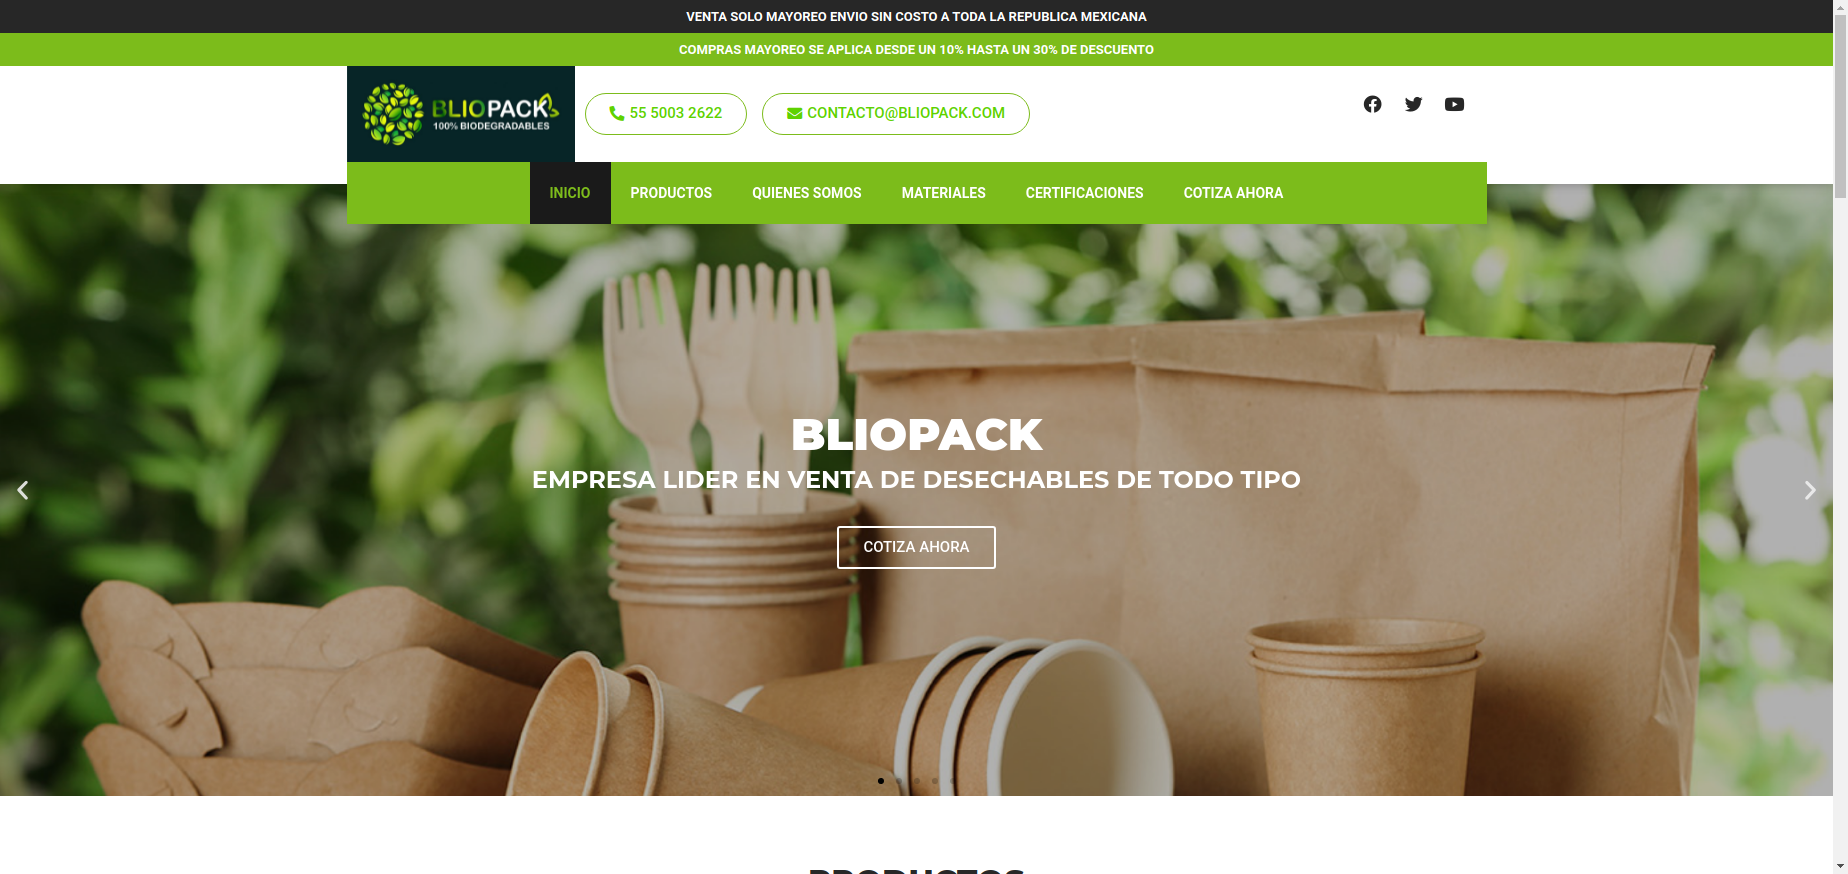 VENTA SOLO MAYOREO ENVIO SIN COSTO A TODA LA REPUBLICA MEXICANA
COMPRAS MAYOREO SE APLICA DESDE UN 10% HASTA UN 30% DE DESCUENTO
BLIOPACK
100% BIODEGRADABLES
55 5003 2622
CONTACTO@BLIOPACK.COM
INICIO PRODUCTOS QUIENES SOMOS MATERIALES CERTIFICACIONES COTIZA AHORA
BLIOPACK
EMPRESA LIDER EN VENTA DE DESECHABLES DE TODO TIPO
COTIZA AHORA
PRODUCTOS